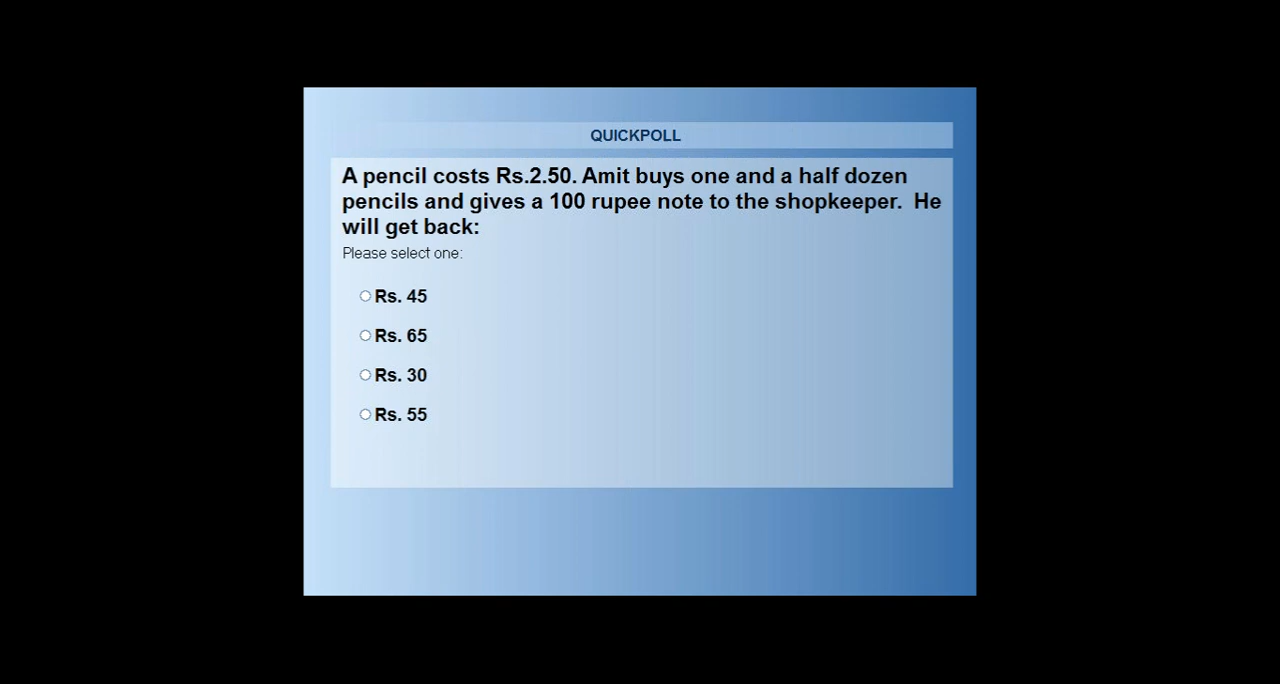 QUICKPOLL
A pencil costs Rs.2.50. Amit buys one and a half dozen
pencils and gives a 100 rupee note to the shopkeeper.  He
will get back:
Please select one:
Rs. 45
Rs. 65
Rs. 30
Rs. 55